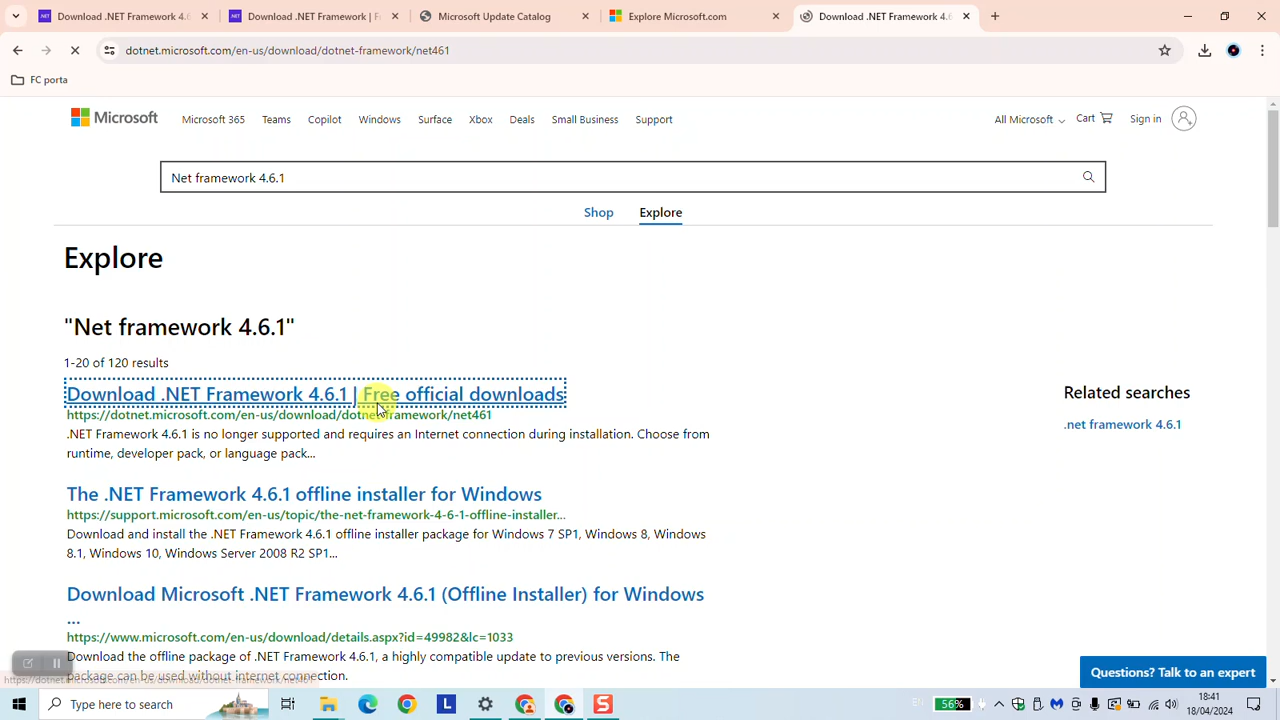 Download .NET Framework 4.6.
Download .NET Framework | F
Microsoft Update Catalog
Explore Microsoft.com
Download .NET Framework 4.6.
dotnet.microsoft.com/en-us/download/dotnet-framework/net461
FC porta
Microsoft
Microsoft 365
Teams
Copilot
Windows
Surface
Xbox
Deals
Small Business
Support
All Microsoft
Cart
Sign in
Net framework 4.6.1
Shop
Explore
Explore
"Net framework 4.6.1"
1-20 of 120 results
Download .NET Framework 4.6.1 | Free official downloads
https://dotnet.microsoft.com/en-us/download/dotnet-framework/net461
.NET Framework 4.6.1 is no longer supported and requires an Internet connection during installation. Choose from
runtime, developer pack, or language pack...
The .NET Framework 4.6.1 offline installer for Windows
https://support.microsoft.com/en-us/topic/the-net-framework-4-6-1-offline-installer...
Download and install the .NET Framework 4.6.1 offline installer package for Windows 7 SP1, Windows 8, Windows
8.1, Windows 10, Windows Server 2008 R2 SP1...
Download Microsoft .NET Framework 4.6.1 (Offline Installer) for Windows
...
https://www.microsoft.com/en-us/download/details.aspx?id=49982&lc=1033
Download the offline package of .NET Framework 4.6.1, a highly compatible update to previous versions. The
package can be used without internet connection.
Related searches
.net framework 4.6.1
Questions? Talk to an expert
https://dotnet.microsoft.com/en-us/download/dotnet-framework/net461
Type here to search
L
S
56%
18:41
18/04/2024